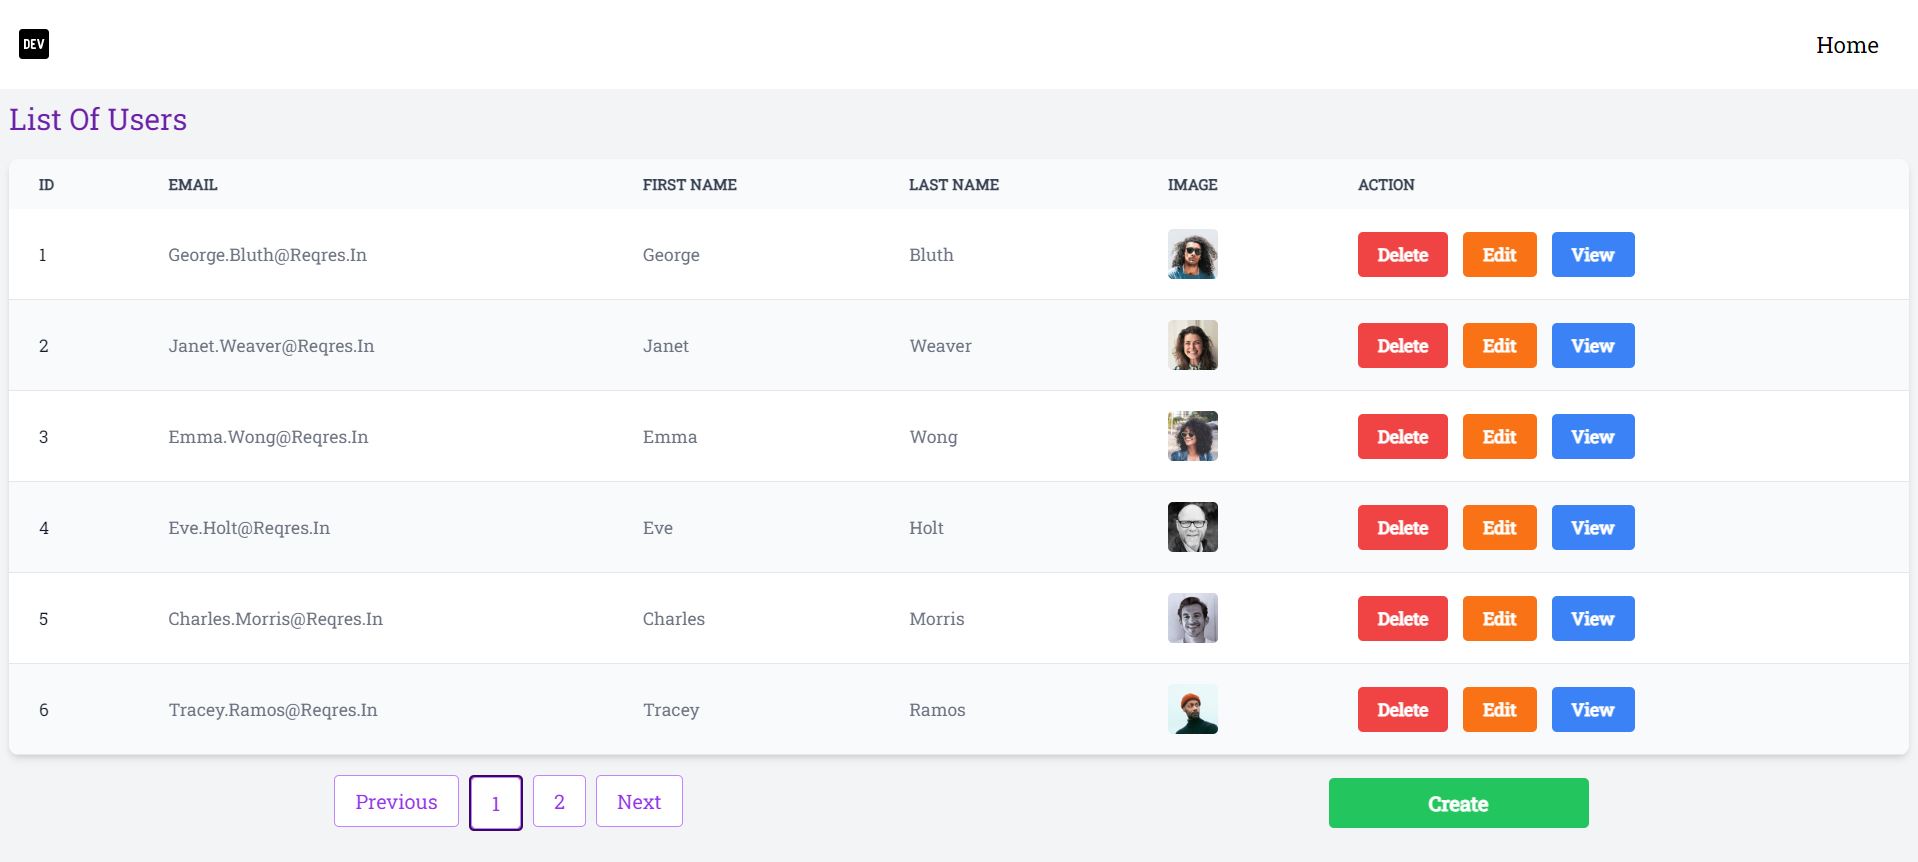 DEV Home
List Of Users
ID EMAIL FIRST NAME LAST NAME IMAGE ACTION
1 George.Bluth@Reqres.In George Bluth Delete Edit View
2 Janet.Weaver@Reqres.In Janet Weaver Delete Edit View
3 Emma.Wong@Reqres.In Emma Wong Delete Edit View
4 Eve.Holt@Reqres.In Eve Holt Delete Edit View
5 Charles.Morris@Reqres.In Charles Morris Delete Edit View
6 Tracey.Ramos@Reqres.In Tracey Ramos Delete Edit View
Previous 1 2 Next Create